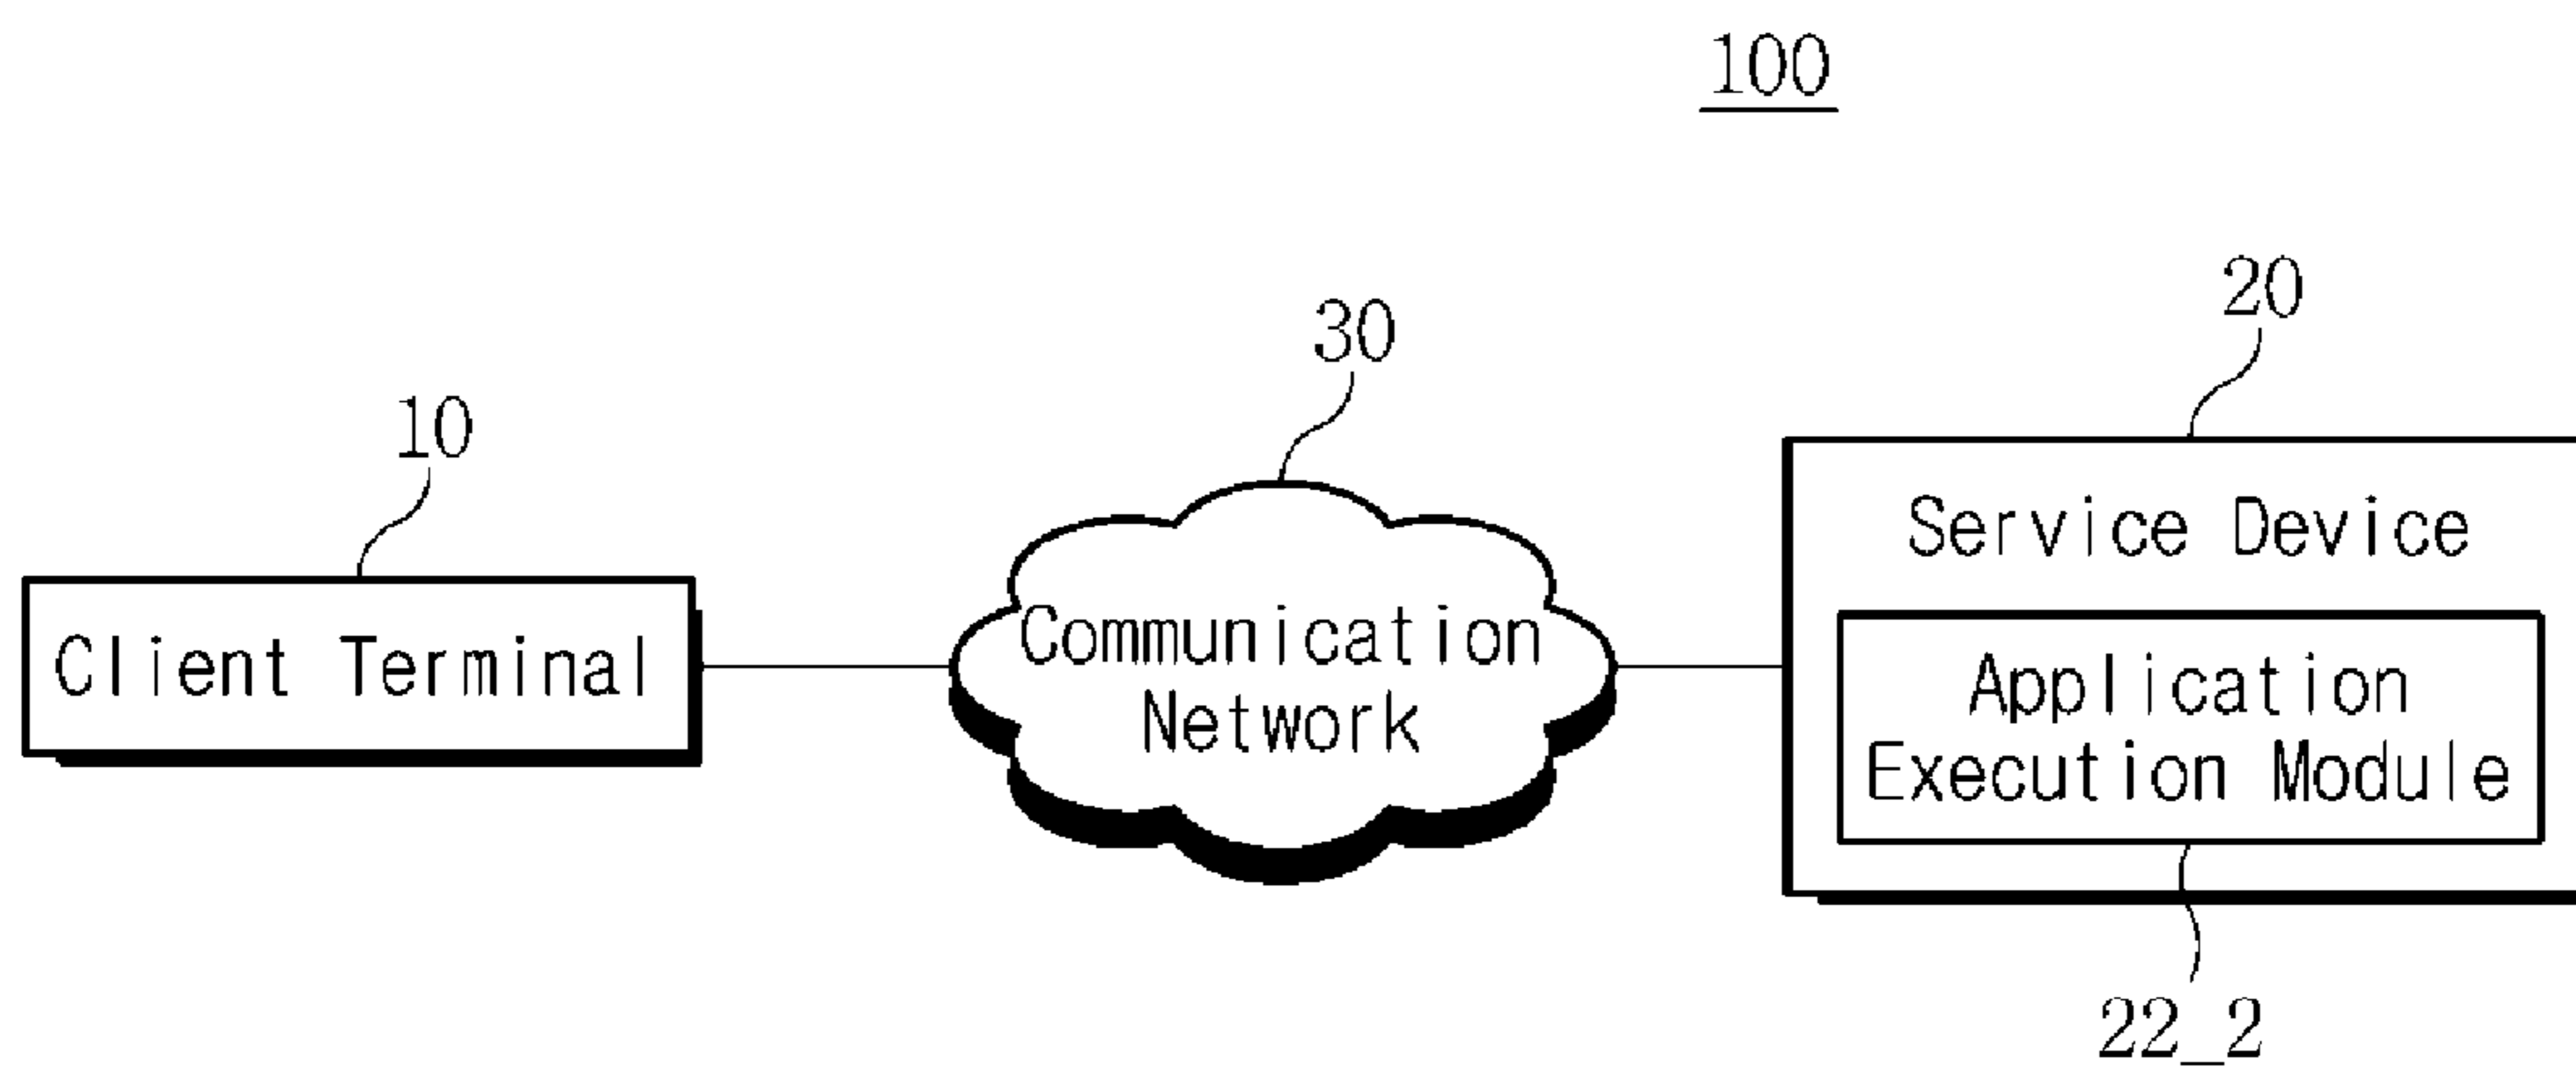 100
20
30
10
Service Device
Client Terminal
Communication
Network
Application
Execution Module
22_2